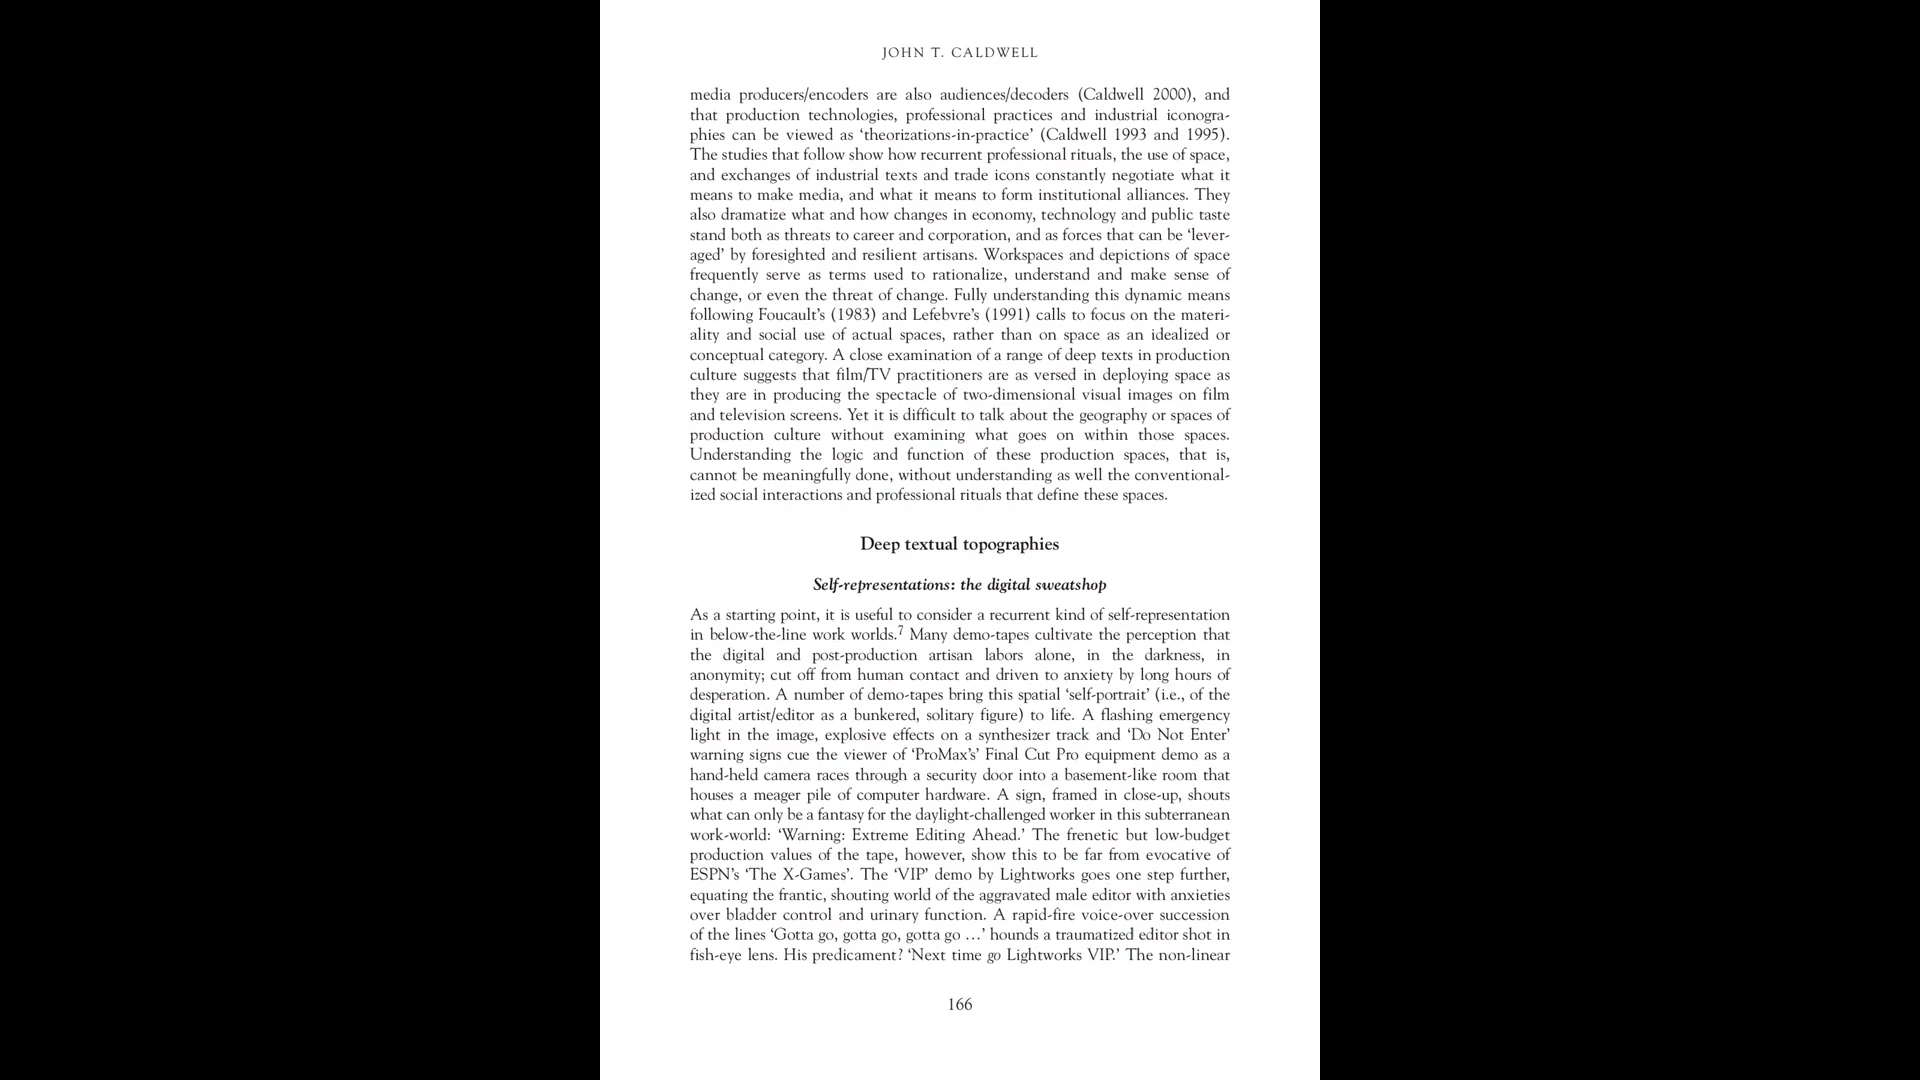 JOHN T. CALDWELL
media producers/encoders are also audiences/decoders (Caldwell 2000), and
that production technologies, professional practices and industrial iconogra-
phies can be viewed as ‘theorizations-in-practice’ (Caldwell 1993 and 1995).
The studies that follow show how recurrent professional rituals, the use of space,
and exchanges of industrial texts and trade icons constantly negotiate what it
means to make media, and what it means to form institutional alliances. They
also dramatize what and how changes in economy, technology and public taste
stand both as threats to career and corporation, and as forces that can be ‘lever-
aged’ by foresighted and resilient artisans. Workspaces and depictions of space
frequently serve as terms used to rationalize, understand and make sense of
change, or even the threat of change. Fully understanding this dynamic means
following Foucault’s (1983) and Lefebvre’s (1991) calls to focus on the materi-
ality and social use of actual spaces, rather than on space as an idealized or
conceptual category. A close examination of a range of deep texts in production
culture suggests that film/TV practitioners are as versed in deploying space as
they are in producing the spectacle of two-dimensional visual images on film
and television screens. Yet it is difficult to talk about the geography or spaces of
production culture without examining what goes on within those spaces.
Understanding the logic and function of these production spaces, that is,
cannot be meaningfully done, without understanding as well the conventional-
ized social interactions and professional rituals that define these spaces.
Deep textual topographies
Self-representations: the digital sweatshop
As a starting point, it is useful to consider a recurrent kind of self-representation
in below-the-line work worlds.7 Many demo-tapes cultivate the perception that
the digital and post-production artisan labors alone, in the darkness, in
anonymity; cut off from human contact and driven to anxiety by long hours of
desperation. A number of demo-tapes bring this spatial ‘self-portrait’ (i.e., of the
digital artist/editor as a bunkered, solitary figure) to life. A flashing emergency
light in the image, explosive effects on a synthesizer track and ‘Do Not Enter’
warning signs cue the viewer of ‘ProMax’s’ Final Cut Pro equipment demo as a
hand-held camera races through a security door into a basement-like room that
houses a meager pile of computer hardware. A sign, framed in close-up, shouts
what can only be a fantasy for the daylight-challenged worker in this subterranean
work-world: ‘Warning: Extreme Editing Ahead.’ The frenetic but low-budget
production values of the tape, however, show this to be far from evocative of
ESPN’s ‘The X-Games’. The ‘VIP’ demo by Lightworks goes one step further,
equating the frantic, shouting world of the aggravated male editor with anxieties
over bladder control and urinary function. A rapid-fire voice-over succession
of the lines ‘Gotta go, gotta go, gotta go …’ hounds a traumatized editor shot in
fish-eye lens. His predicament? ‘Next time go Lightworks VIP.’ The non-linear
166